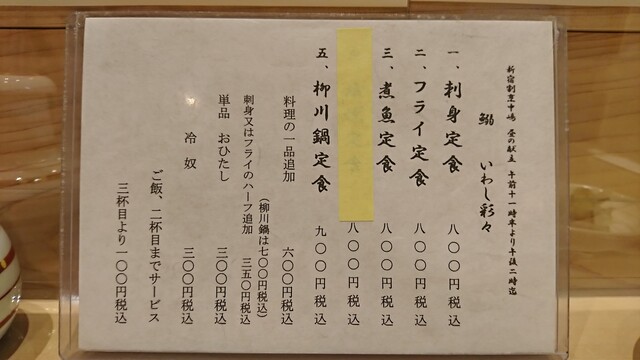 新宿割烹中嶋 昼の献立 午前十一時半より午後二時迄
鰯 いわし彩々
一、刺身定食 八〇〇円税込
二、フライ定食 八〇〇円税込
三、煮魚定食 八〇〇円税込
八〇〇円税込
五、柳川鍋定食 九〇〇円税込
料理の一品追加 六〇〇円税込
(柳川鍋は七〇〇円税込)
刺身又はフライのハーフ追加 三五〇円税込
単品 おひたし 三〇〇円税込
冷奴 三〇〇円税込
ご飯、二杯目までサービス
三杯目より一〇〇円税込